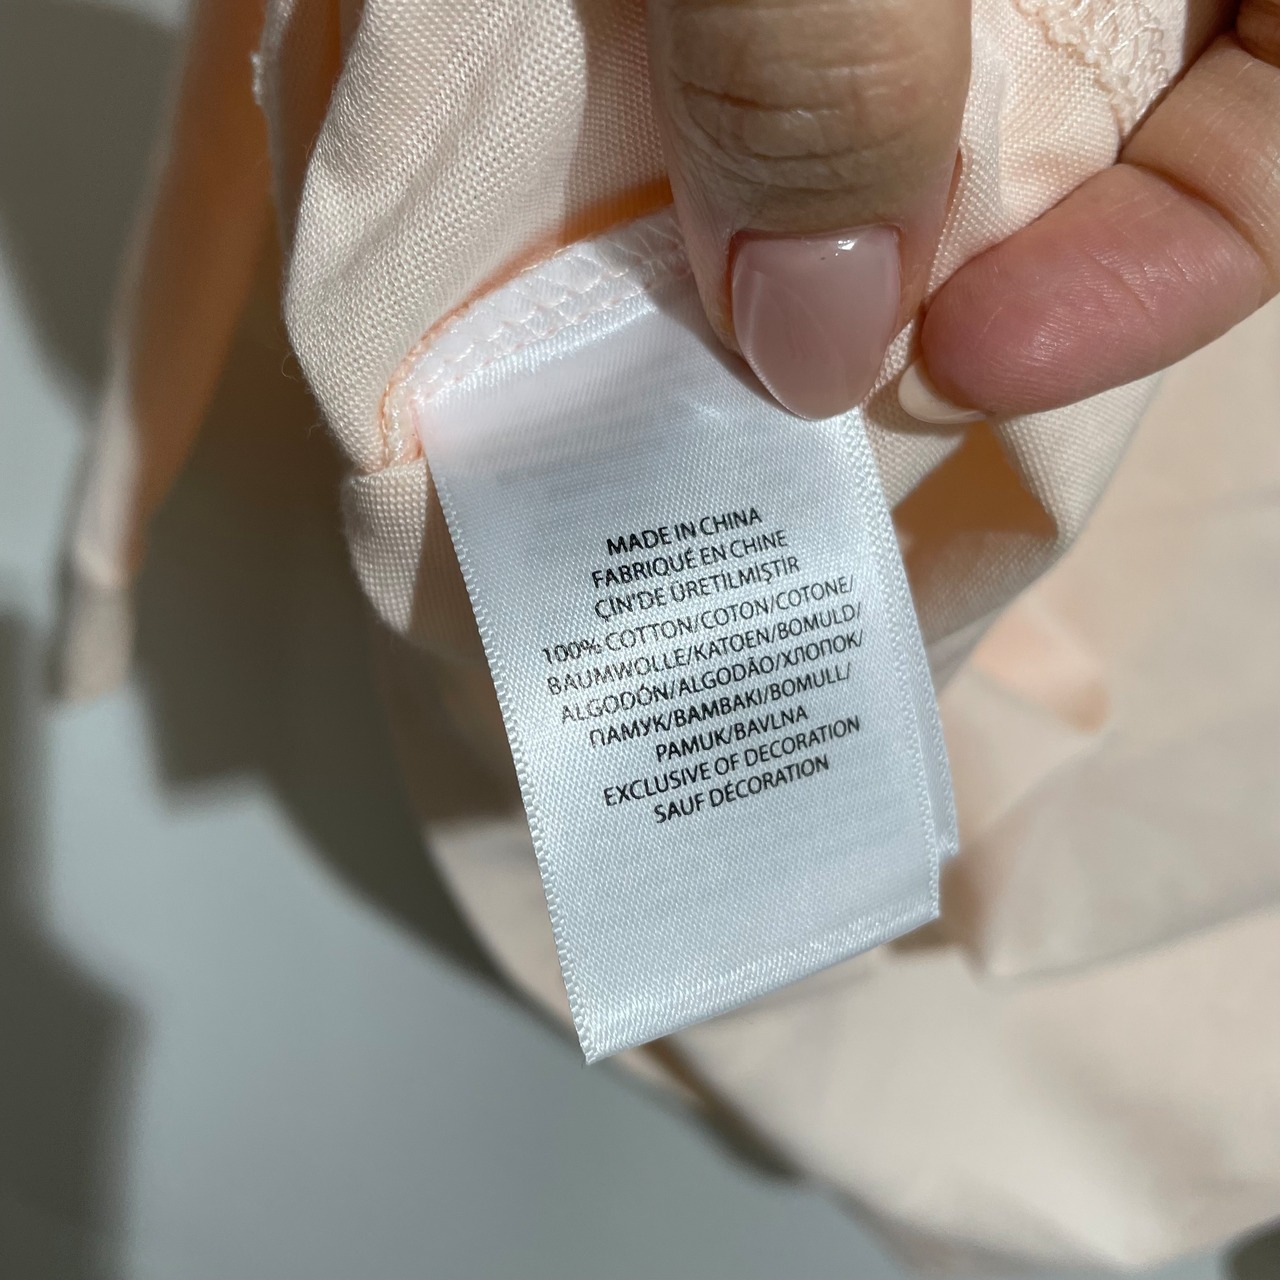 MADE IN CHINA
FABRIQUÉ EN CHINE
ÇIN'DE ÜRETILMIŞTIR
100% COTTON/COTON/COTONE/
BAUMWOLLE/KATOEN/BOMULD/
ALGODÓN/ALGODÃO/ХЛОПОК/
ПАМУК/BAMBAKI/BOMULL/
PAMUK/BAVLNA
EXCLUSIVE OF DECORATION
SAUF DÉCORATION